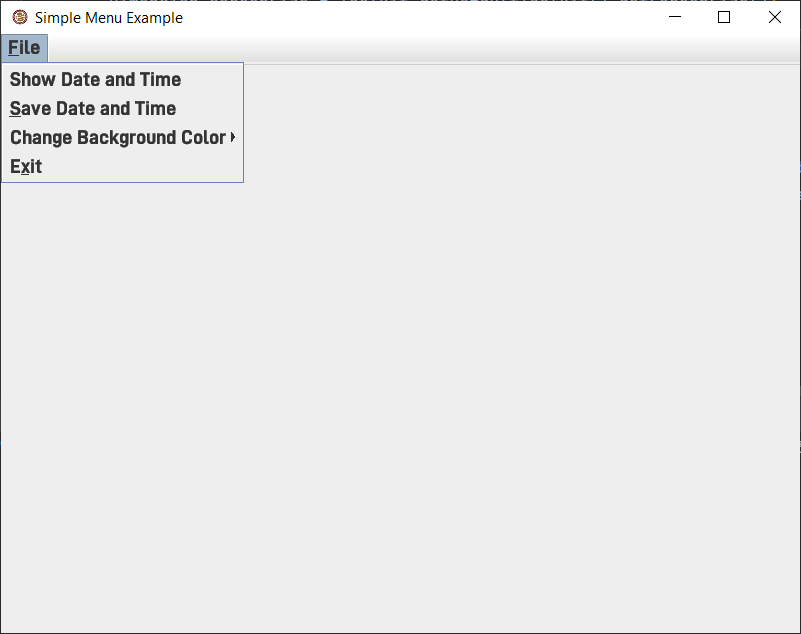 Simple Menu Example
File
Show Date and Time
Save Date and Time
Change Background Color
Exit